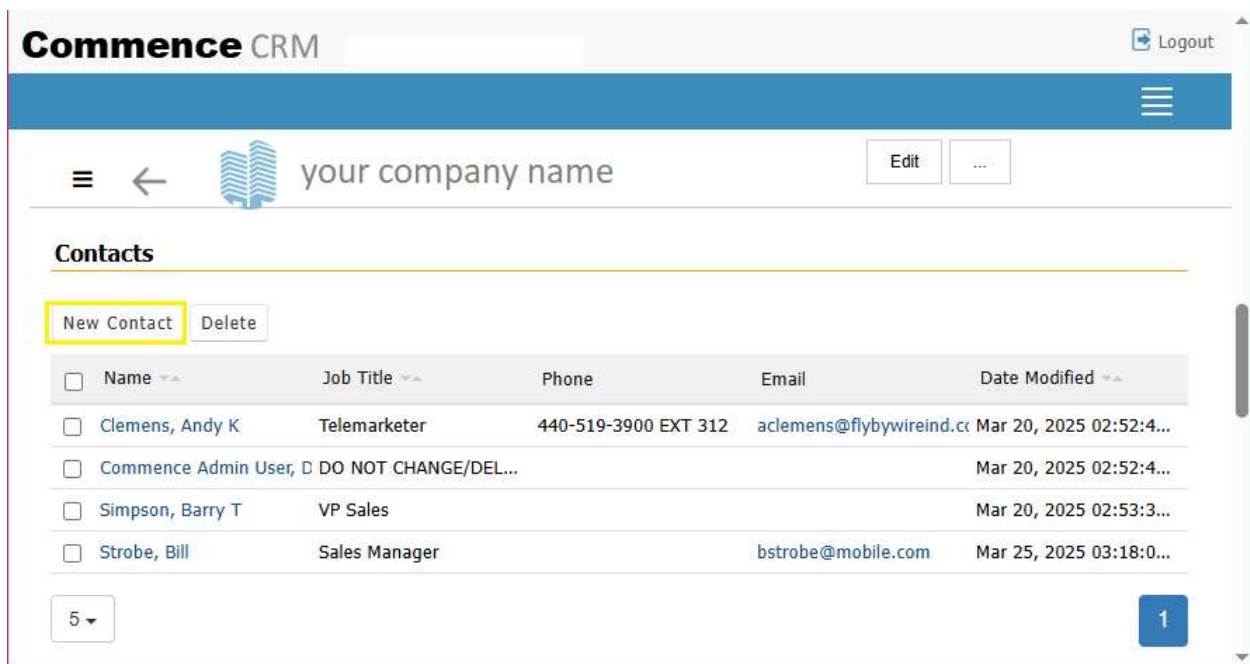 Commence CRM
Logout
your company name
Edit
...
Contacts
New Contact Delete
Name Job Title Phone Email Date Modified
Clemens, Andy K Telemarketer 440-519-3900 EXT 312 aclemens@flybywireind.cc Mar 20, 2025 02:52:4...
Commence Admin User, D DO NOT CHANGE/DEL... Mar 20, 2025 02:52:4...
Simpson, Barry T VP Sales Mar 20, 2025 02:53:3...
Strobe, Bill Sales Manager bstrobe@mobile.com Mar 25, 2025 03:18:0...
5 1